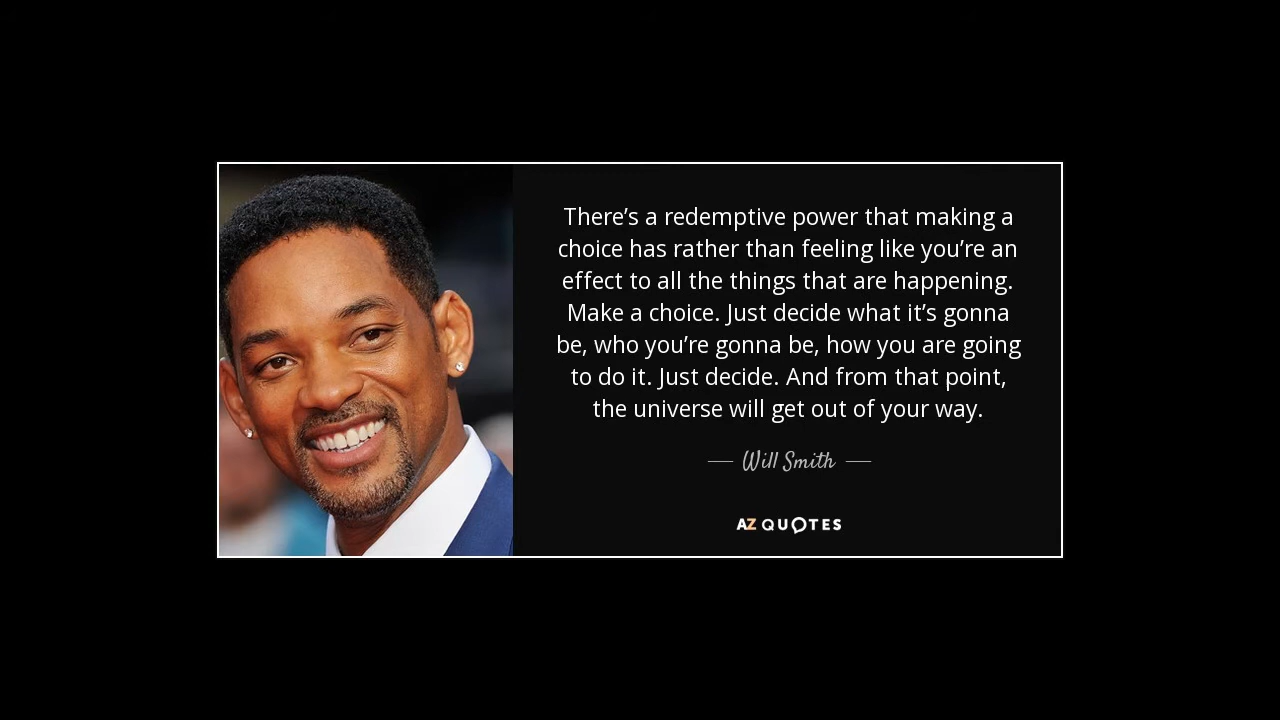 There’s a redemptive power that making a
choice has rather than feeling like you’re an
effect to all the things that are happening.
Make a choice. Just decide what it’s gonna
be, who you’re gonna be, how you are going
to do it. Just decide. And from that point,
the universe will get out of your way.
Will Smith
AZ QUOTES